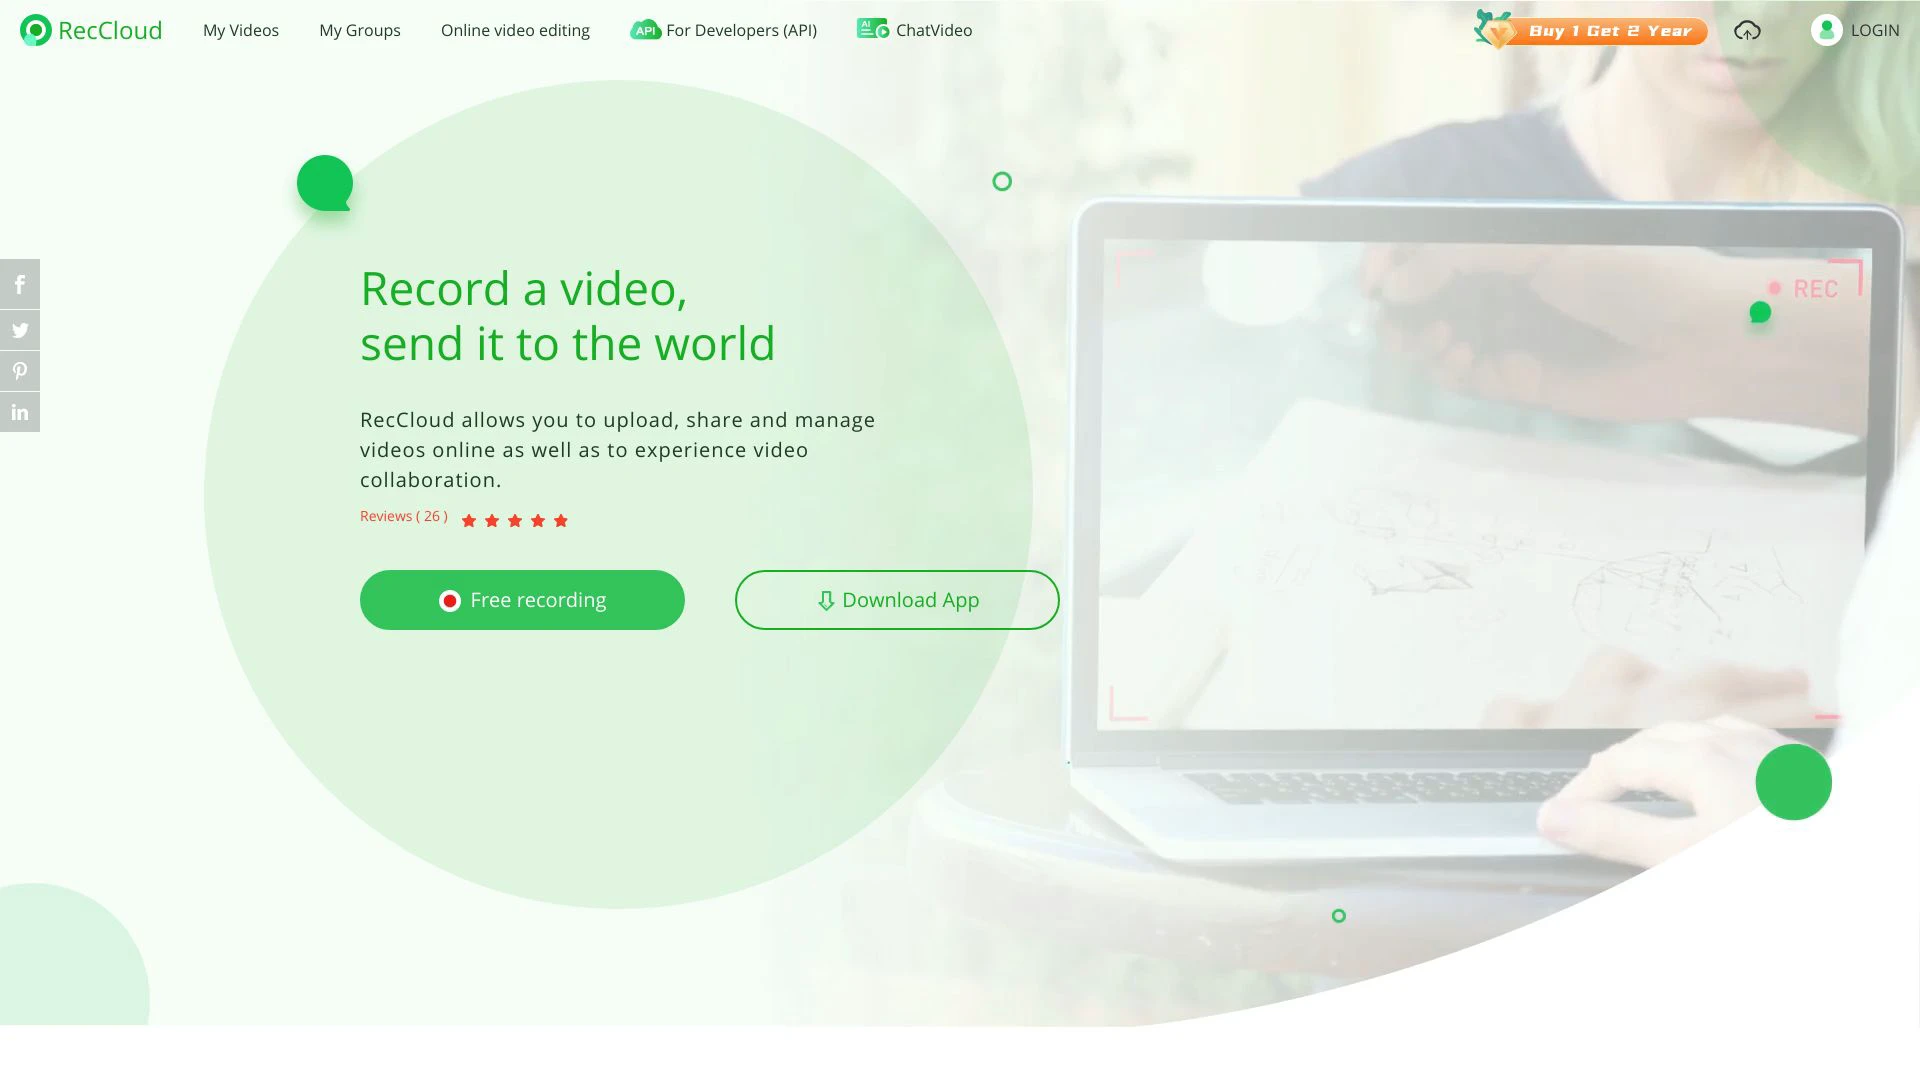 RecCloud
My Videos
My Groups
Online video editing
API For Developers (API)
AI ChatVideo
Buy 1 Get 2 Year
LOGIN
f
in
Record a video,
send it to the world
RecCloud allows you to upload, share and manage
videos online as well as to experience video
collaboration.
Reviews ( 26 )
Free recording
Download App
REC